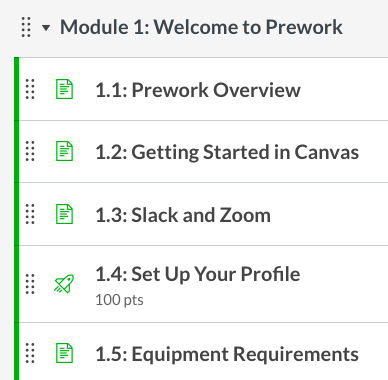 Module 1: Welcome to Prework
1.1: Prework Overview
1.2: Getting Started in Canvas
1.3: Slack and Zoom
1.4: Set Up Your Profile
100 pts
1.5: Equipment Requirements